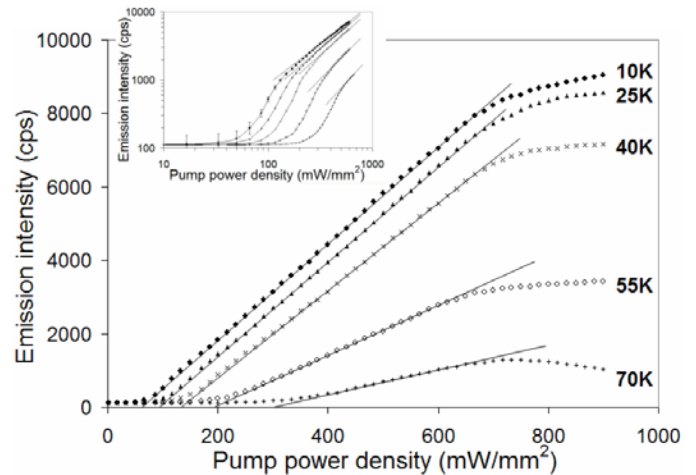 10000
8000
6000
4000
2000
0
Emission intensity (cps)
0 200 400 600 800 1000
Pump power density (mW/mm²)
10K
25K
40K
55K
70K
10000
1000
100
Emission intensity (cps)
10 100 1000
Pump power density (mW/mm²)